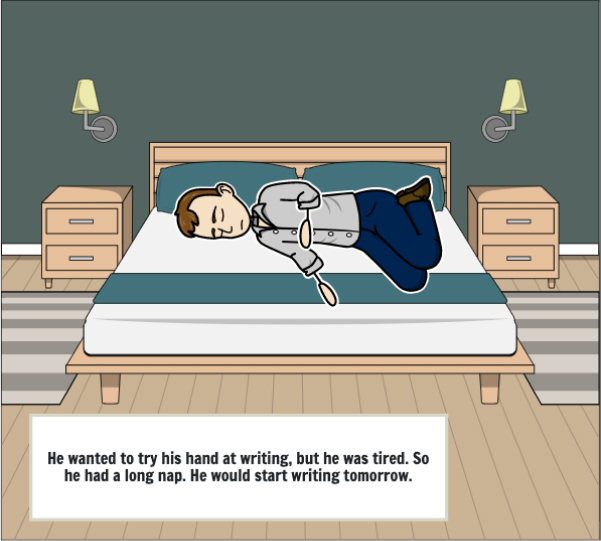 He wanted to try his hand at writing, but he was tired. So
he had a long nap. He would start writing tomorrow.